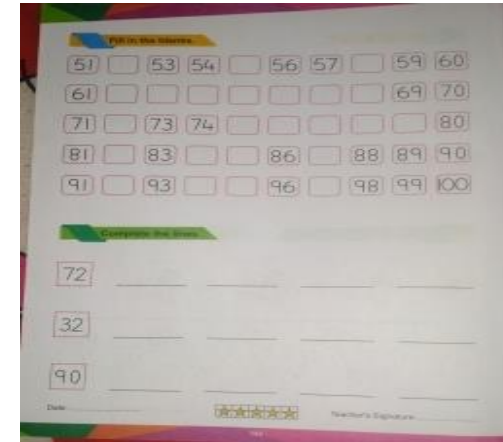 Fill in the blanks.
51 53 54 56 57 59 60
61 69 70
71 73 74 80
81 83 86 88 89 90
91 93 96 98 99 100
Complete the lines.
72
32
90
Date
Teacher's Signature